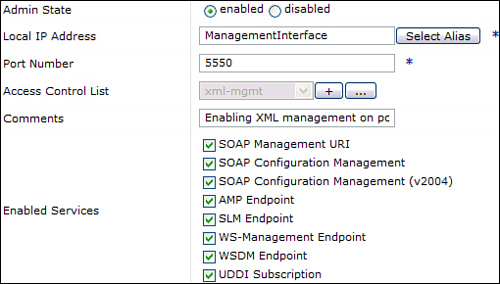 Admin State enabled disabled
Local IP Address ManagementInterface Select Alias *
Port Number 5550 *
Access Control List xml-mgmt + ...
Comments Enabling XML management on pc
SOAP Management URI
SOAP Configuration Management
SOAP Configuration Management (v2004)
AMP Endpoint
Enabled Services SLM Endpoint
WS-Management Endpoint
WSDM Endpoint
UDDI Subscription